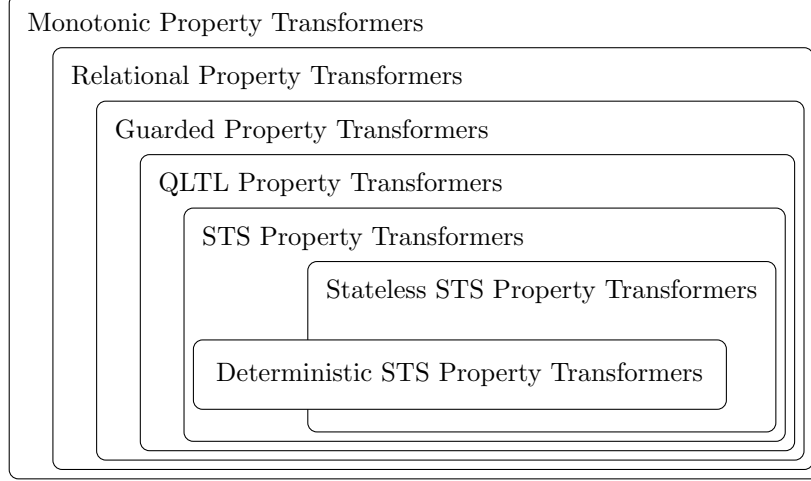 Monotonic Property Transformers
Relational Property Transformers
Guarded Property Transformers
QLTL Property Transformers
STS Property Transformers
Stateless STS Property Transformers
Deterministic STS Property Transformers